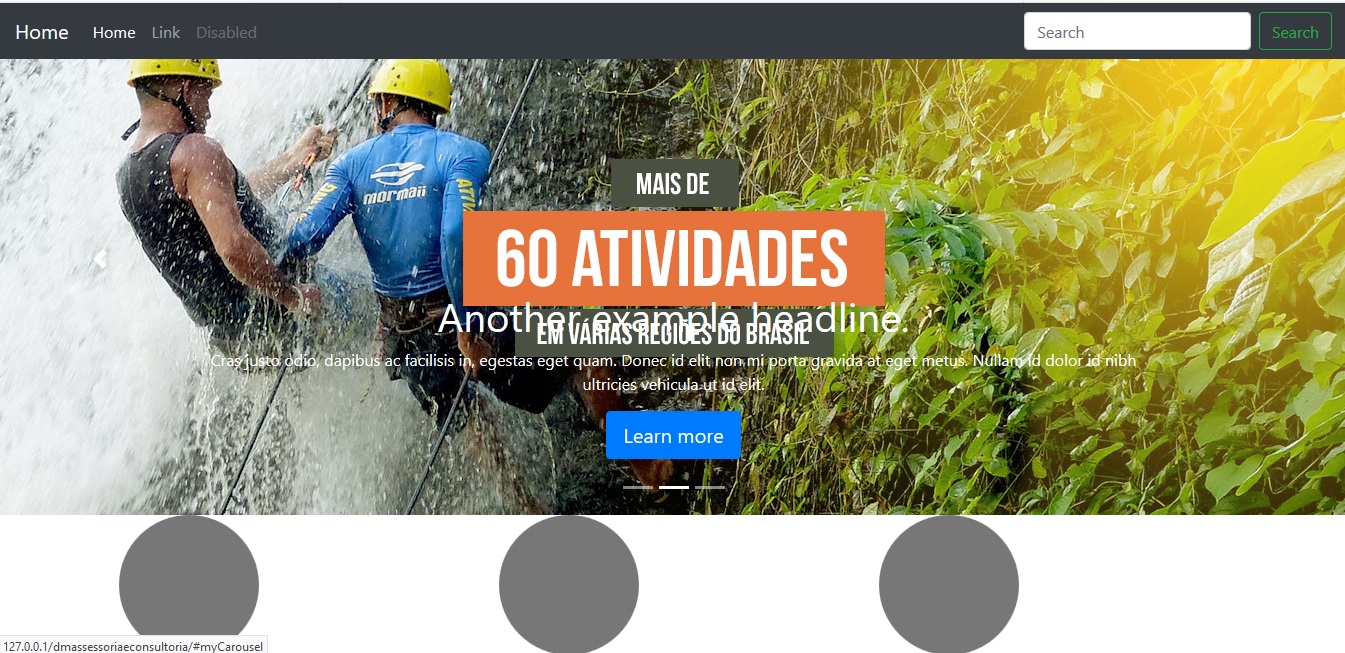 Home Home Link Disabled Search Search
mormaii
MAIS DE
60 ATIVIDADES
Another example headline.
EM VÁRIAS REGIÕES DO BRASIL
Cras justo odio, dapibus ac facilisis in, egestas eget quam. Donec id elit non mi porta gravida at eget metus. Nullam id dolor id nibh
ultricies vehicula ut id elit.
Learn more
127.0.0.1/dmassessoriaeconsultoria/#myCarousel